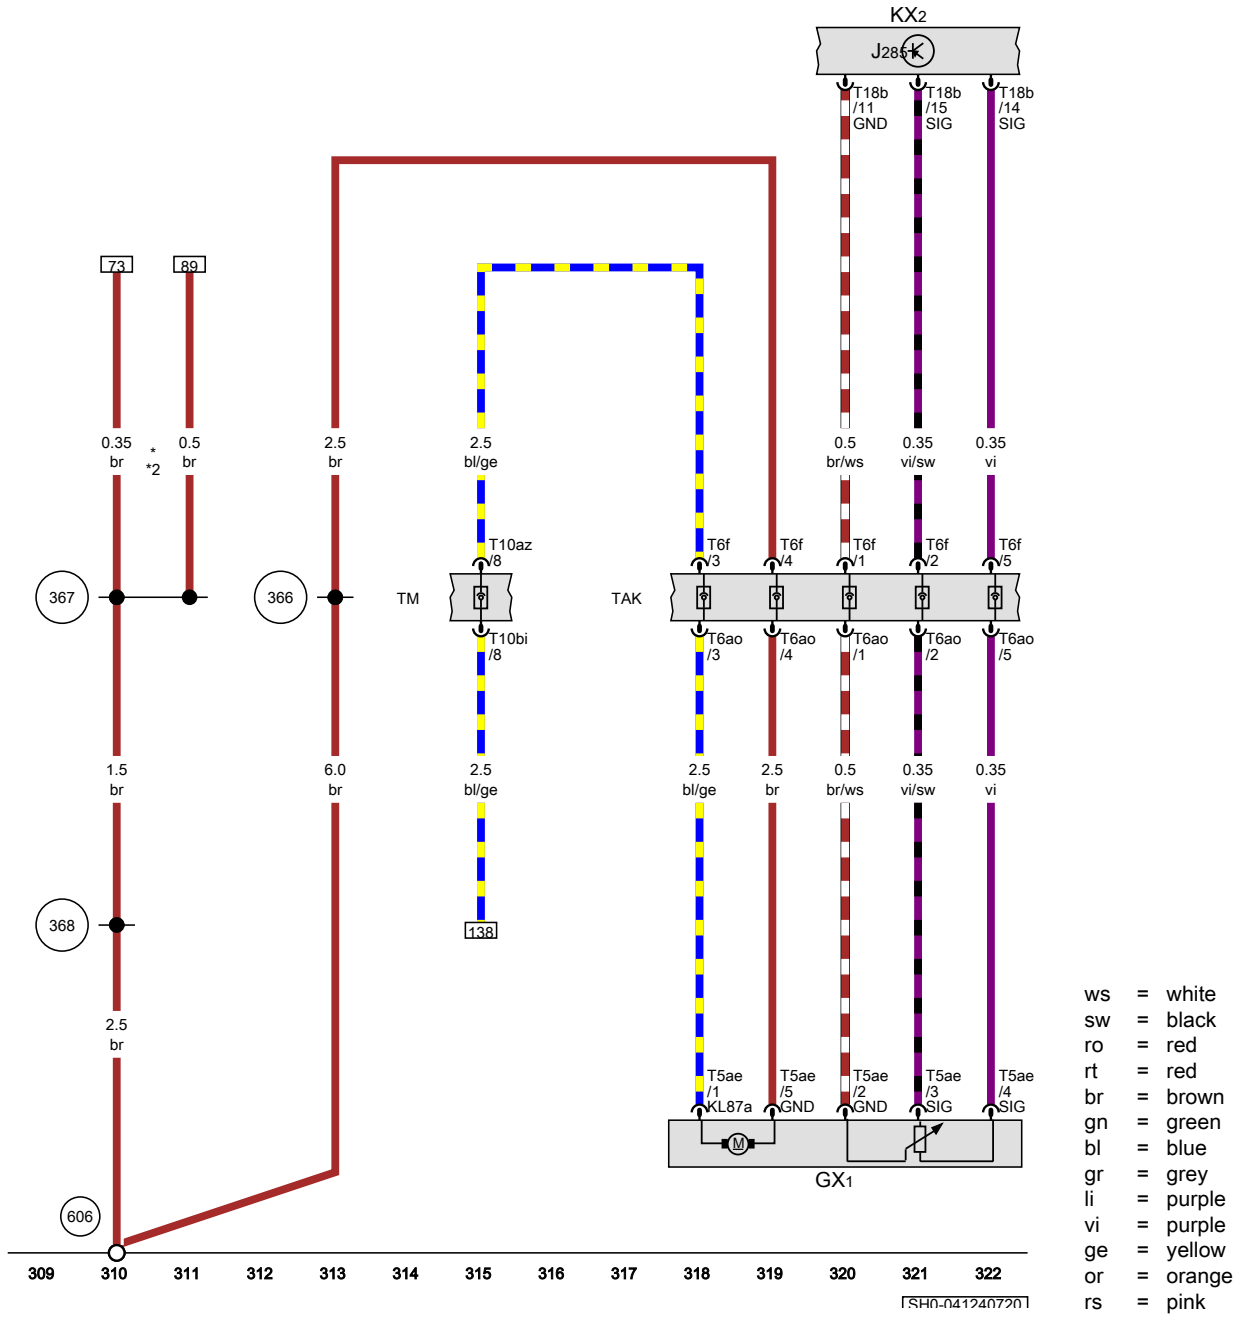 KX2
J285
T18b
/11
GND
T18b
/15
SIG
T18b
/14
SIG
73
89
0.35
br
*
*2
0.5
br
2.5
br
2.5
bl/ge
0.5
br/ws
0.35
vi/sw
0.35
vi
T10az
/8
T6f
/3
T6f
/4
T6f
/1
T6f
/2
T6f
/5
367
366
TM
TAK
T10bi
/8
T6ao
/3
T6ao
/4
T6ao
/1
T6ao
/2
T6ao
/5
1.5
br
6.0
br
2.5
bl/ge
2.5
bl/ge
2.5
br
0.5
br/ws
0.35
vi/sw
0.35
vi
368
138
2.5
br
T5ae
/1
KL87a
T5ae
/5
GND
T5ae
/2
GND
T5ae
/3
SIG
T5ae
/4
SIG
M
GX1
606
309 310 311 312 313 314 315 316 317 318 319 320 321 322
SH0-041240720
ws = white
sw = black
ro = red
rt = red
br = brown
gn = green
bl = blue
gr = grey
li = purple
vi = purple
ge = yellow
or = orange
rs = pink